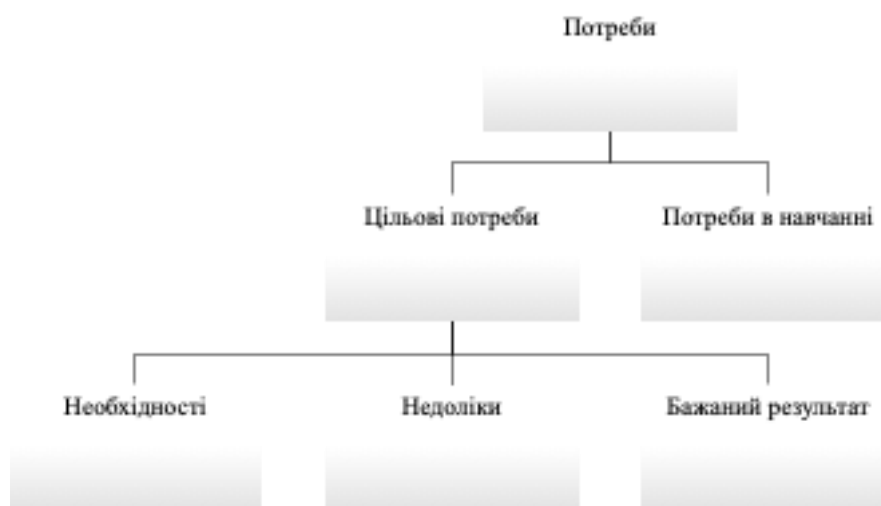 Потреби
Цільові потреби
Потреби в навчанні
Необхідності
Недоліки
Бажаний результат